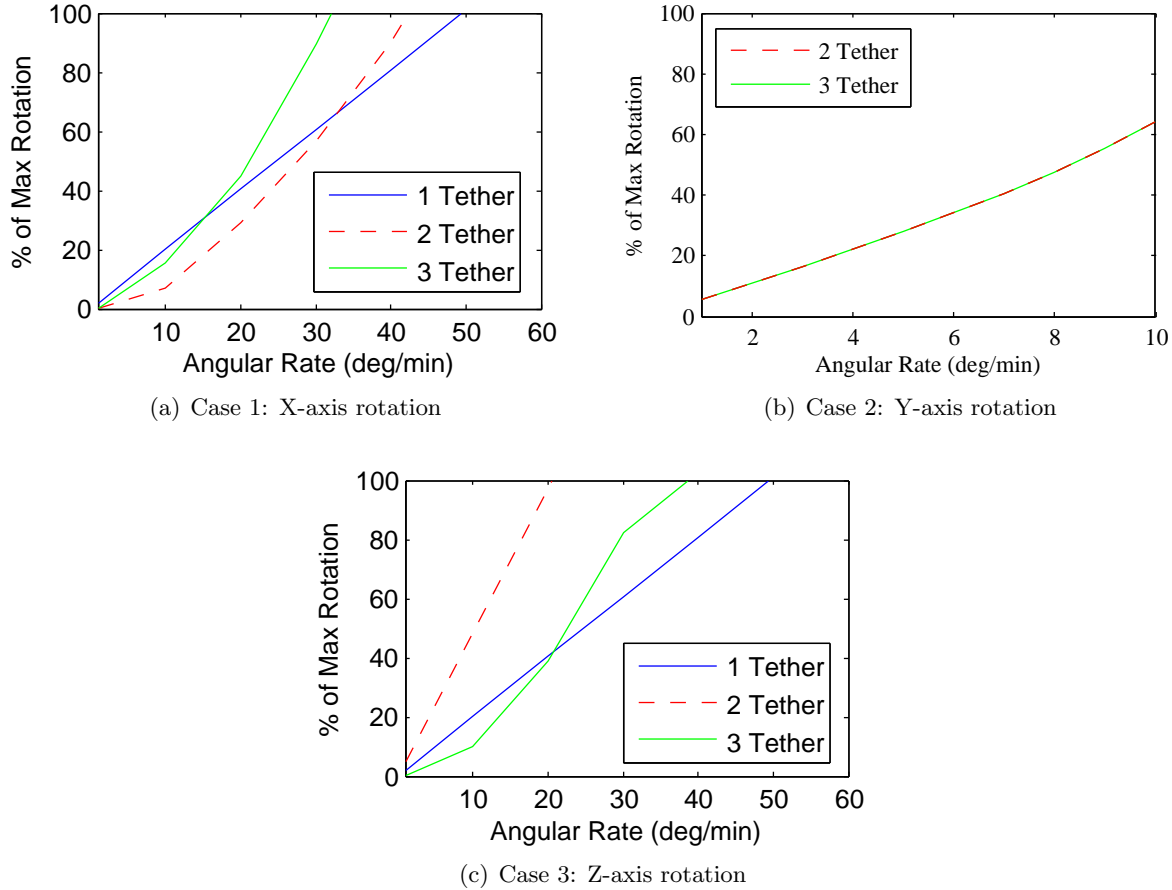 100
80
60
40
20
0
% of Max Rotation
1 Tether
2 Tether
3 Tether
10 20 30 40 50 60
Angular Rate (deg/min)
(a) Case 1: X-axis rotation
100
80
60
40
20
0
% of Max Rotation
2 Tether
3 Tether
2 4 6 8 10
Angular Rate (deg/min)
(b) Case 2: Y-axis rotation
100
80
60
40
20
0
% of Max Rotation
1 Tether
2 Tether
3 Tether
10 20 30 40 50 60
Angular Rate (deg/min)
(c) Case 3: Z-axis rotation